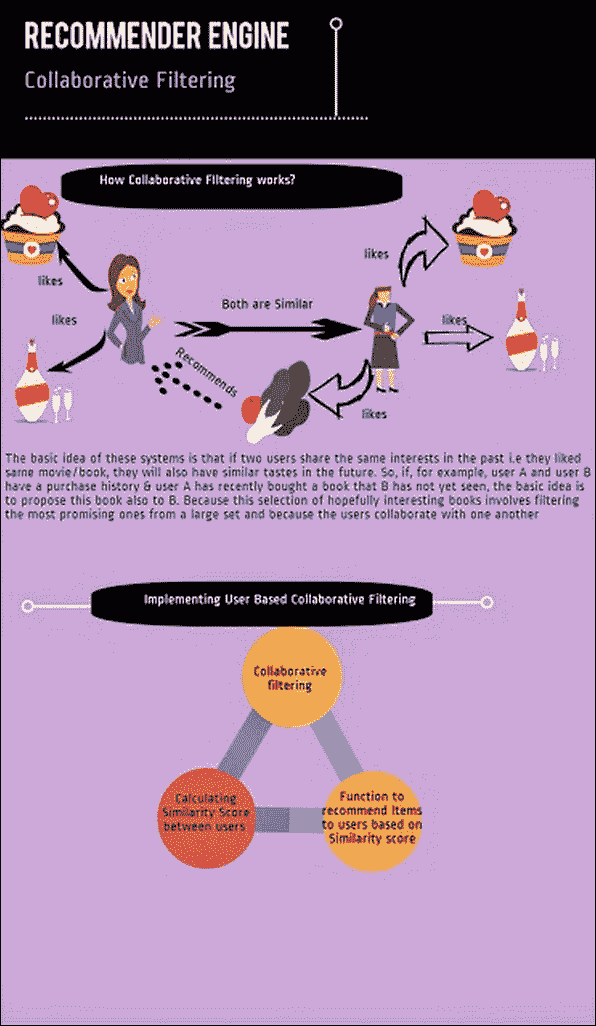 RECOMMENDER ENGINE
Collaborative Filtering
How Collaborative Filtering works?
likes
likes
Both are Similar
Recommends
likes
likes
likes
The basic idea of these systems is that if two users share the same interests in the past i.e they liked
same movie/book, they will also have similar tastes in the future. So, if, for example, user A and user B
have a purchase history & user A has recently bought a book that B has not yet seen, the basic idea is
to propose this book also to B. Because this selection of hopefully interesting books involves filtering
the most promising ones from a large set and because the users collaborate with one another
Implementing User Based Collaborative Filtering
Collaborative
filtering
Calculating
Similarity Score
between users
Function to
recommend Items
to users based on
Similarity score